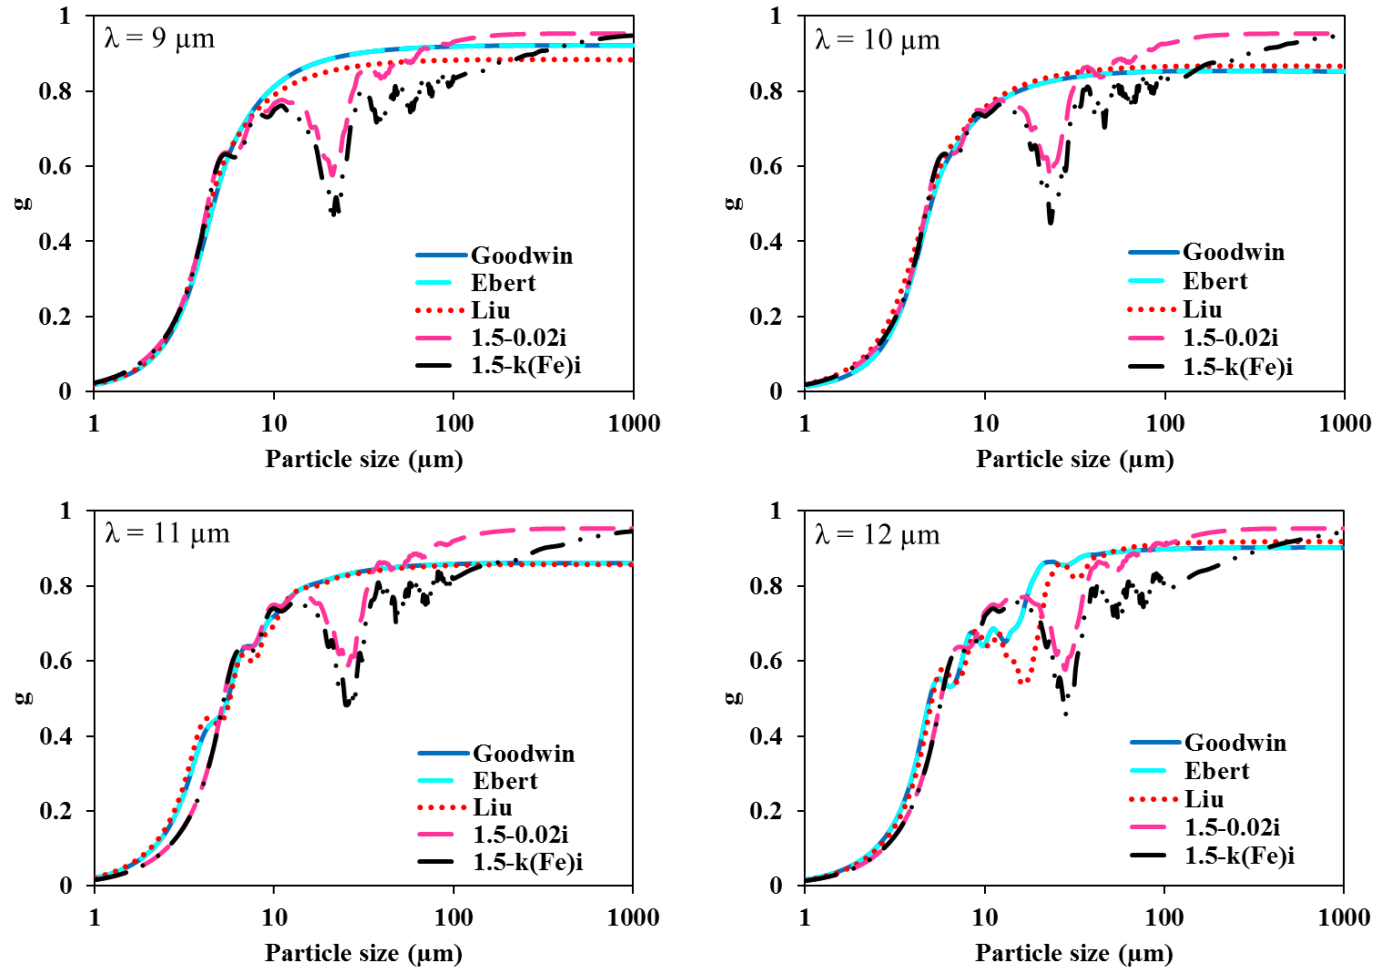 λ = 9 µm
1
0.8
0.6
0.4
0.2
0
g
Goodwin
Ebert
Liu
1.5-0.02i
1.5-k(Fe)i
1 10 100 1000
Particle size (µm)
λ = 10 µm
1
0.8
0.6
0.4
0.2
0
g
Goodwin
Ebert
Liu
1.5-0.02i
1.5-k(Fe)i
1 10 100 1000
Particle size (µm)
λ = 11 µm
1
0.8
0.6
0.4
0.2
0
g
Goodwin
Ebert
Liu
1.5-0.02i
1.5-k(Fe)i
1 10 100 1000
Particle size (µm)
λ = 12 µm
1
0.8
0.6
0.4
0.2
0
g
Goodwin
Ebert
Liu
1.5-0.02i
1.5-k(Fe)i
1 10 100 1000
Particle size (µm)